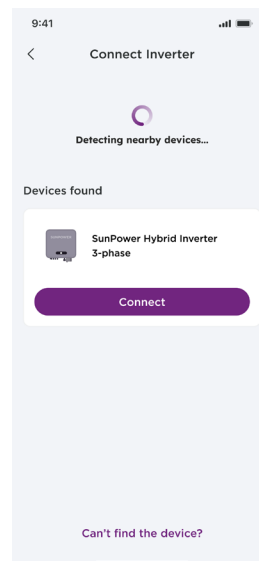 9:41
Connect Inverter
Detecting nearby devices...
Devices found
SunPower Hybrid Inverter
3-phase
Connect
Can't find the device?